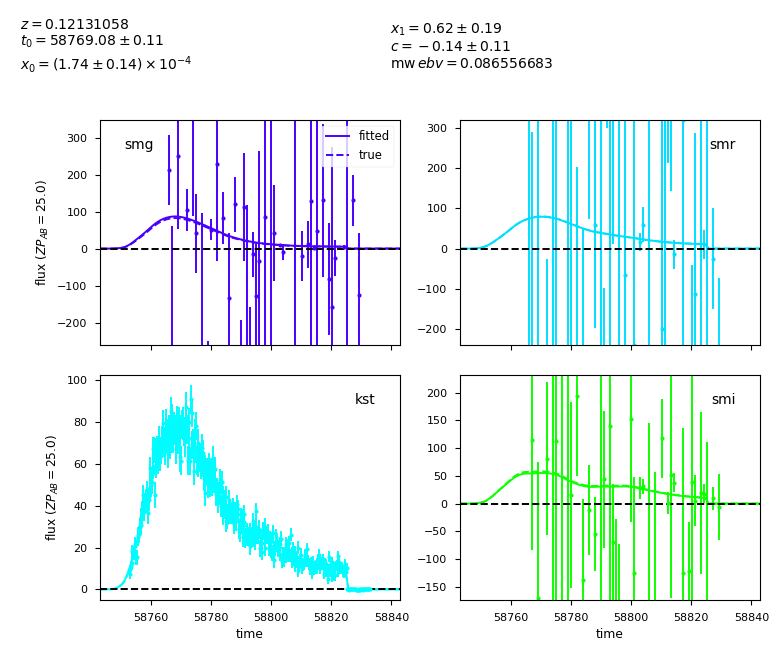 z = 0.12131058
t₀ = 58769.08 ± 0.11
x₀ = (1.74 ± 0.14) × 10⁻⁴
x₁ = 0.62 ± 0.19
c = −0.14 ± 0.11
mw ebv = 0.086556683
smg
fitted
true
300
200
100
0
−100
−200
flux (ZP_AB = 25.0)
smr
300
200
100
0
−100
−200
kst
100
80
60
40
20
0
flux (ZP_AB = 25.0)
58760 58780 58800 58820 58840
time
smi
200
150
100
50
0
−50
−100
−150
58760 58780 58800 58820 58840
time